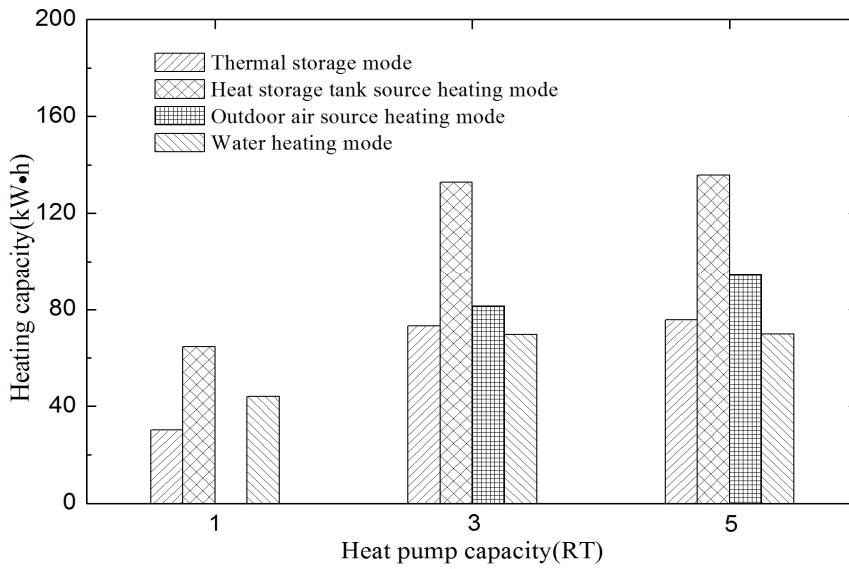 200
160
120
80
40
0
Heating capacity(kW•h)
Thermal storage mode
Heat storage tank source heating mode
Outdoor air source heating mode
Water heating mode
1 3 5
Heat pump capacity(RT)